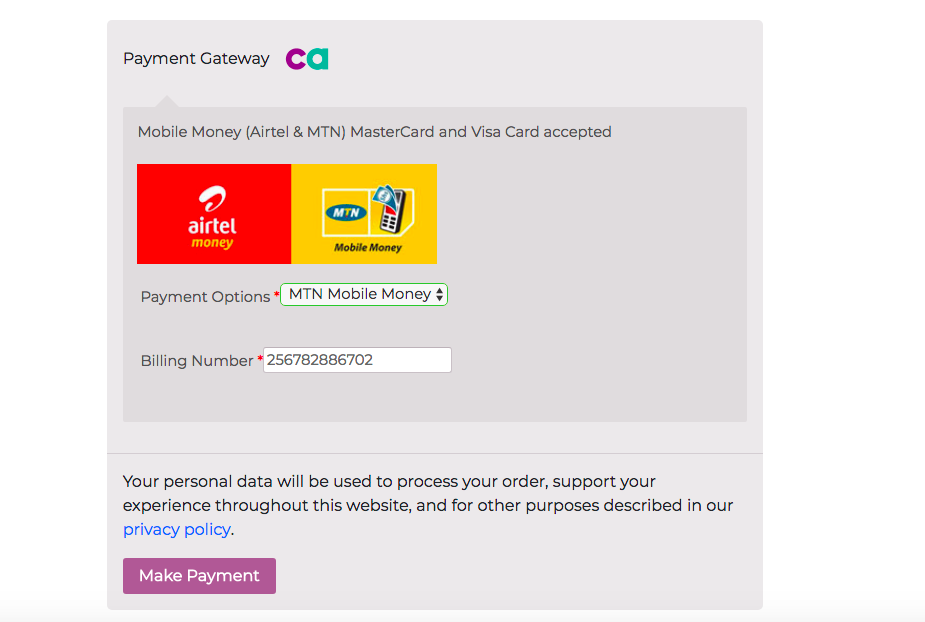 Payment Gateway ca
Mobile Money (Airtel & MTN) MasterCard and Visa Card accepted
airtel
money
MTN
Mobile Money
Payment Options * MTN Mobile Money
Billing Number * 256782886702
Your personal data will be used to process your order, support your
experience throughout this website, and for other purposes described in our
privacy policy.
Make Payment